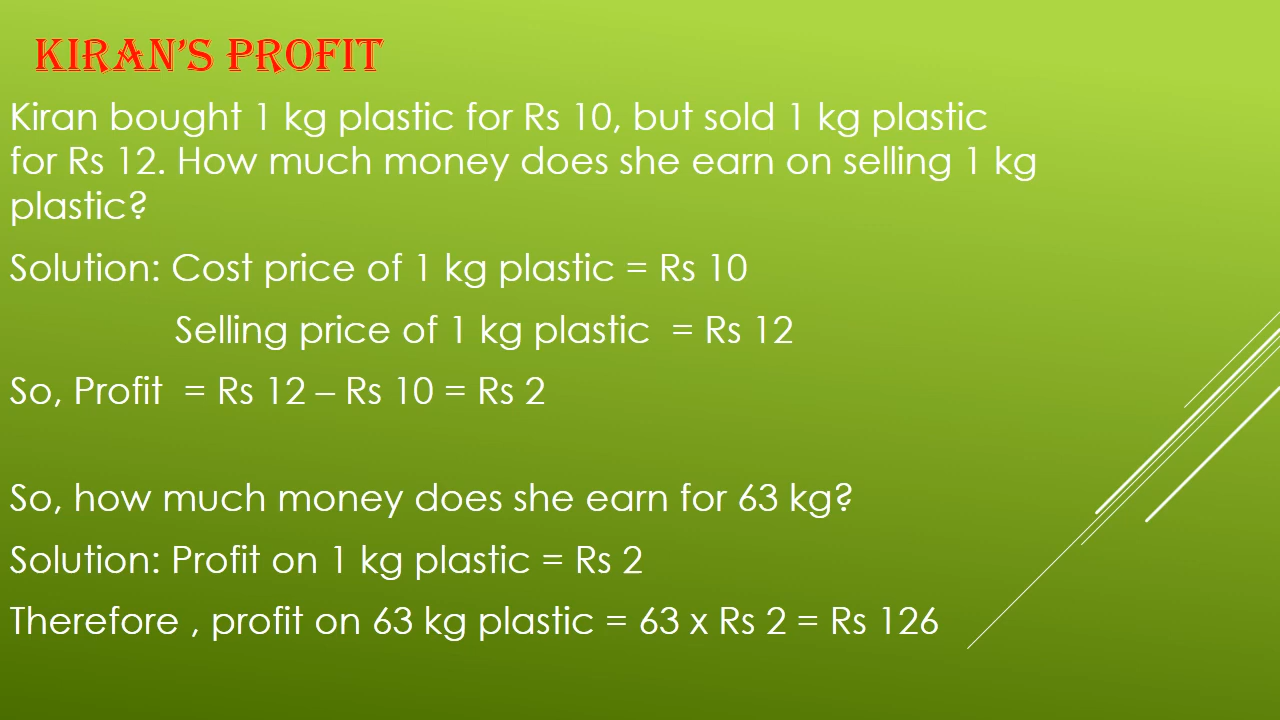 KIRAN'S PROFIT
Kiran bought 1 kg plastic for Rs 10, but sold 1 kg plastic
for Rs 12. How much money does she earn on selling 1 kg
plastic?
Solution: Cost price of 1 kg plastic = Rs 10
Selling price of 1 kg plastic = Rs 12
So, Profit = Rs 12 – Rs 10 = Rs 2
So, how much money does she earn for 63 kg?
Solution: Profit on 1 kg plastic = Rs 2
Therefore , profit on 63 kg plastic = 63 x Rs 2 = Rs 126